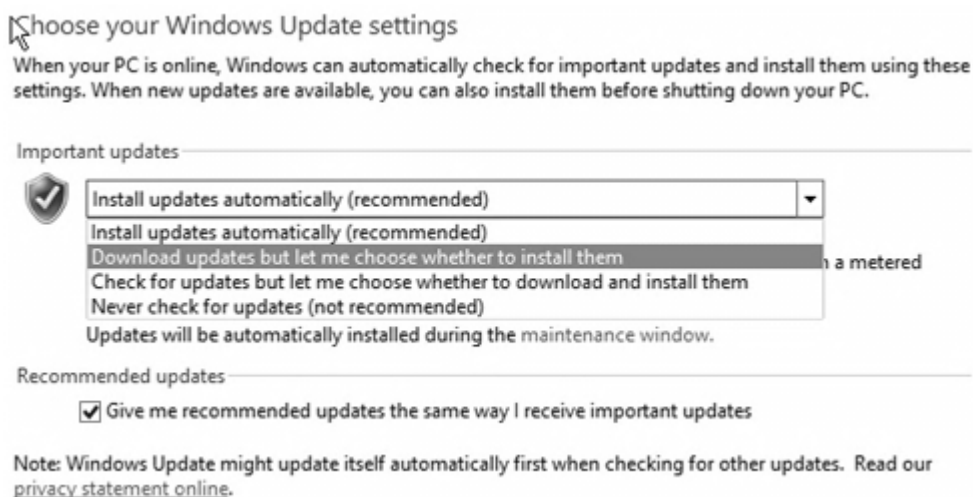 Choose your Windows Update settings
When your PC is online, Windows can automatically check for important updates and install them using these
settings. When new updates are available, you can also install them before shutting down your PC.
Important updates
Install updates automatically (recommended)
Install updates automatically (recommended)
Download updates but let me choose whether to install them
a metered
Check for updates but let me choose whether to download and install them
Never check for updates (not recommended)
Updates will be automatically installed during the maintenance window.
Recommended updates
Give me recommended updates the same way I receive important updates
Note: Windows Update might update itself automatically first when checking for other updates. Read our
privacy statement online.